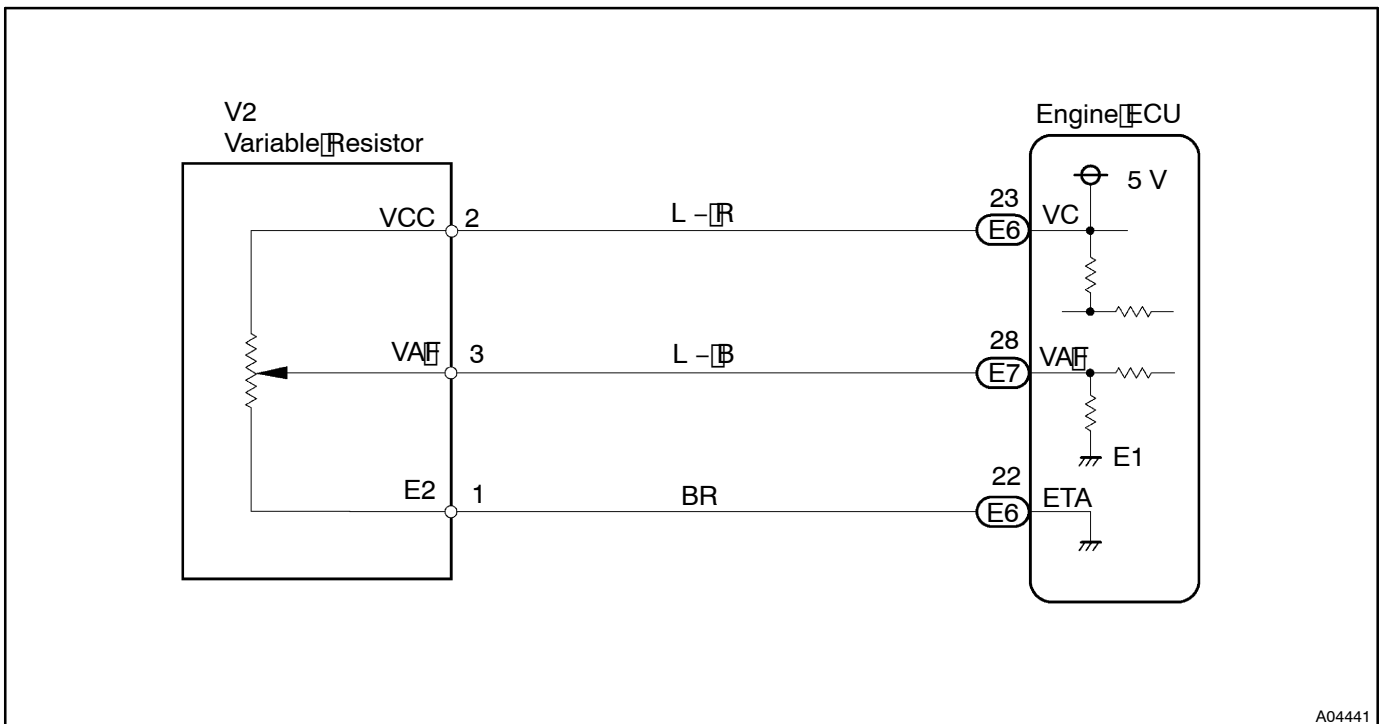 V2
Variable Resistor
Engine ECU
5 V
VCC 2
L – R
23
E6
VC
VAF 3
L – B
28
E7
VAF
E1
E2 1
BR
22
E6
ETA
A04441